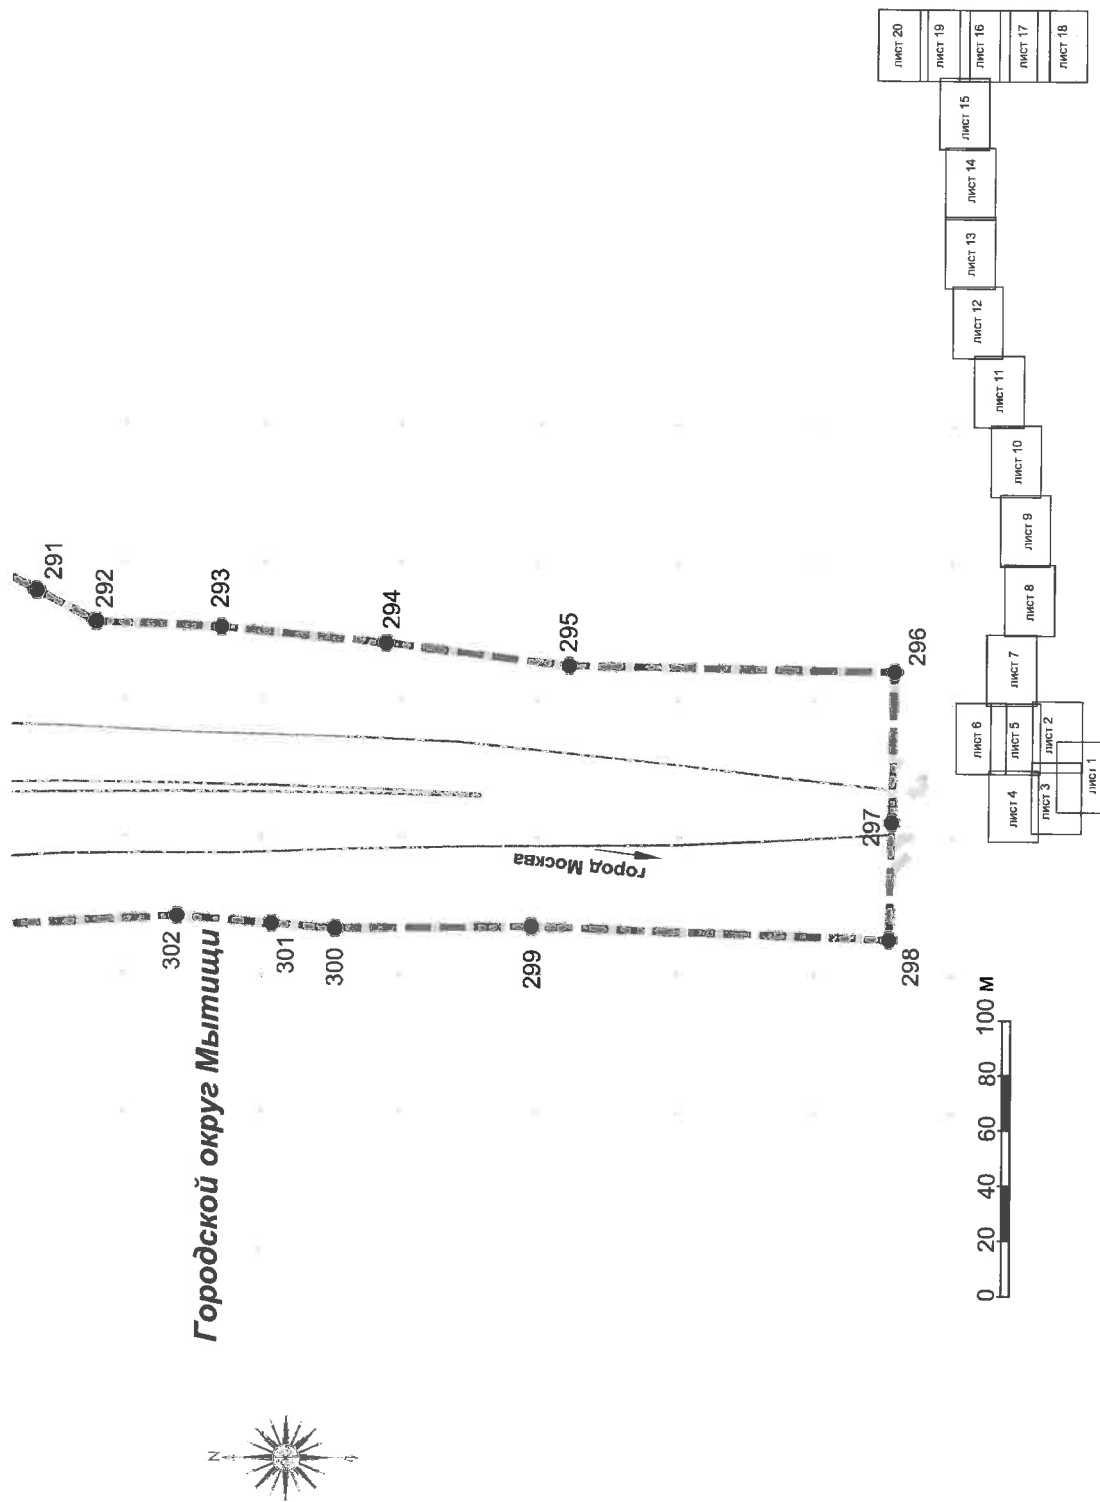 291
292
293
294
295
296
297
298
299
300
301
302
Городской округ Мытищи
город Москва
N
0 20 40 60 80 100 м
лист 1
лист 2
лист 3
лист 4
лист 5
лист 6
лист 7
лист 8
лист 9
лист 10
лист 11
лист 12
лист 13
лист 14
лист 15
лист 20
лист 19
лист 16
лист 17
лист 18